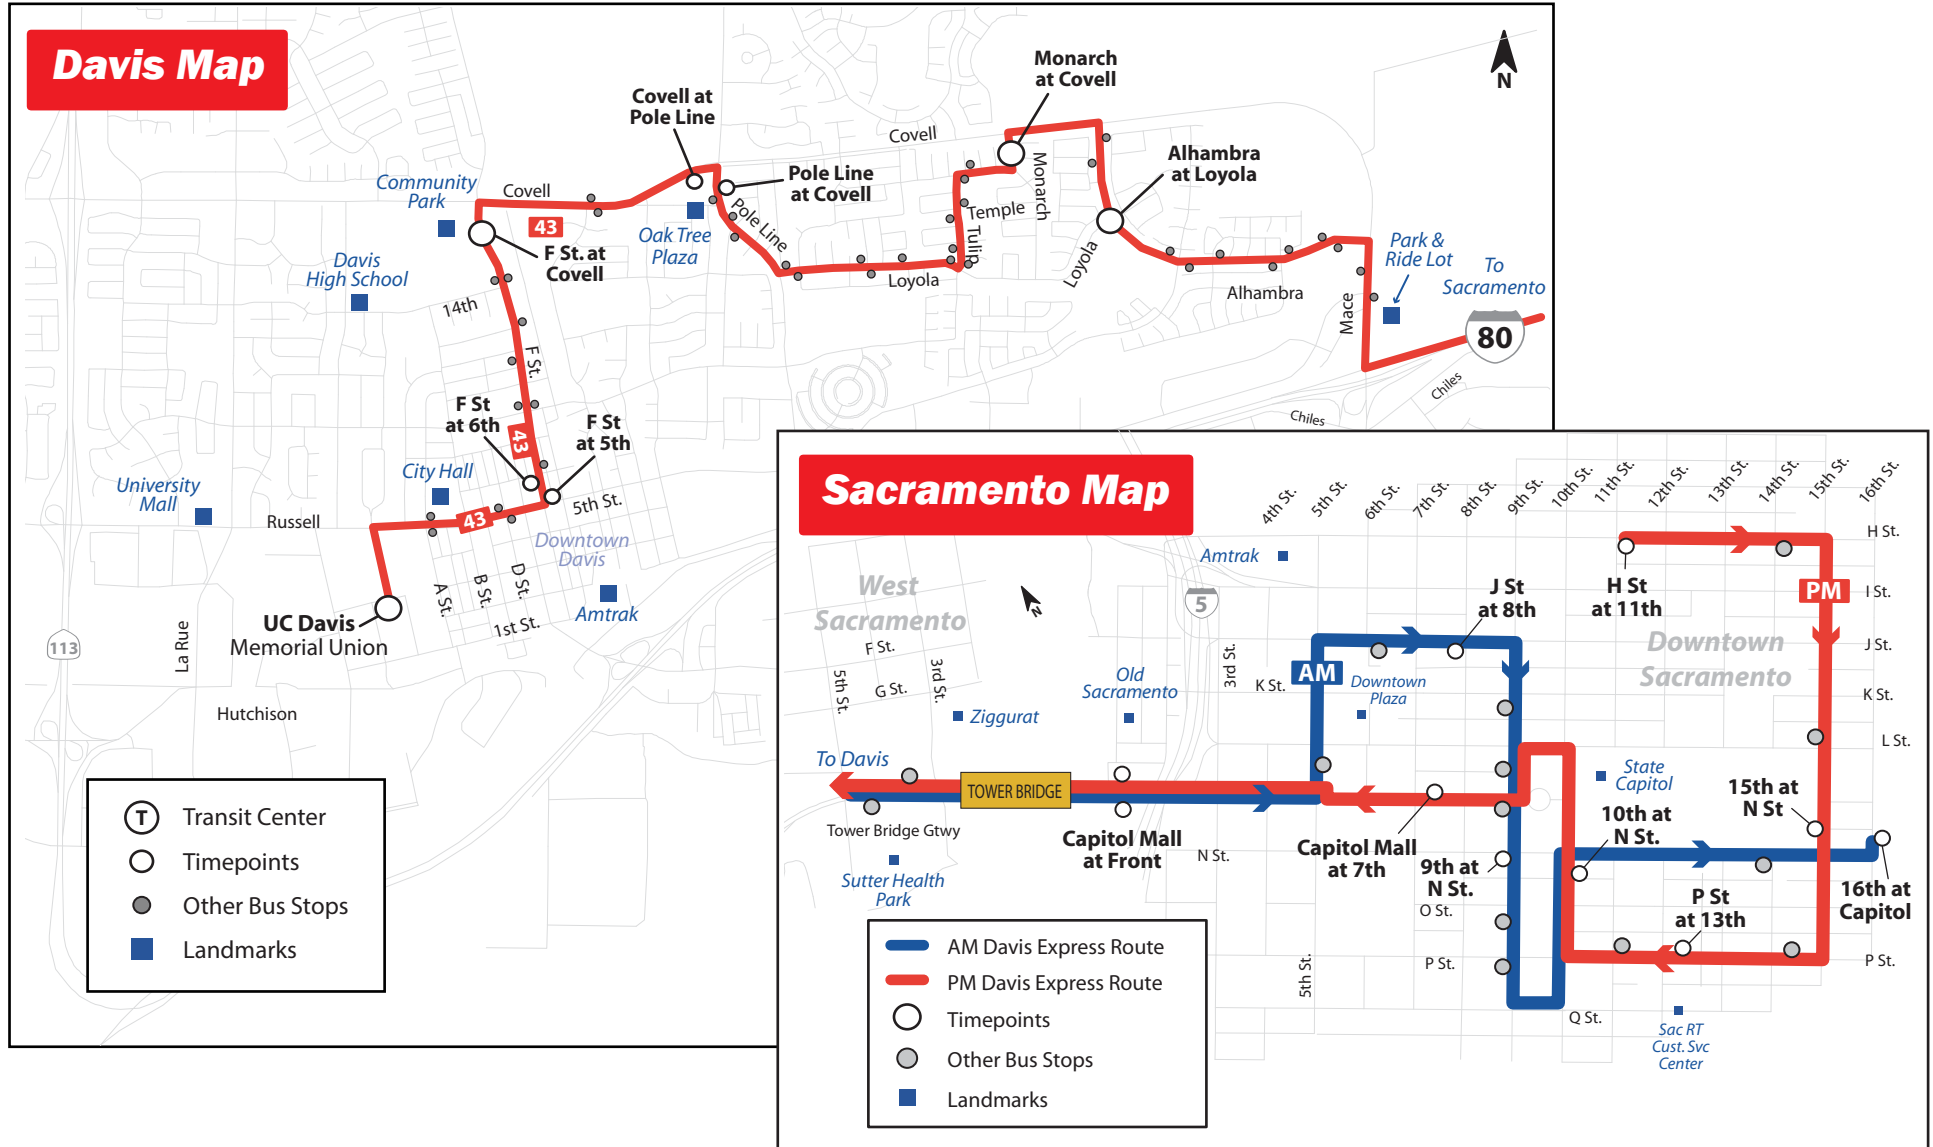 Davis Map
N
Monarch
at Covell
Covell at
Pole Line
Covell
Alhambra
at Loyola
Pole Line
at Covell
Monarch
Community
Park
Covell
43
Temple
Pole Line
Tulip
Oak Tree
Plaza
F St. at
Covell
Loyola
Park &
Ride Lot
To
Sacramento
Davis
High School
Loyola
Alhambra
14th
Mace
80
F St.
Chiles
Chiles
F St
at 6th
F St
at 5th
43
City Hall
University
Mall
Russell
43
5th St.
Downtown
Davis
A St.
B St.
D St.
1st St.
Amtrak
UC Davis
Memorial Union
113
La Rue
Hutchison
T
Transit Center
Timepoints
Other Bus Stops
Landmarks
Sacramento Map
4th St.
5th St.
6th St.
7th St.
8th St.
9th St.
10th St.
11th St.
12th St.
13th St.
14th St.
15th St.
16th St.
H St.
Amtrak
West
Sacramento
N
5
J St
at 8th
H St
at 11th
PM
I St.
Downtown
Sacramento
J St.
F St.
G St.
5th St.
3rd St.
3rd St.
K St.
AM
Downtown
Plaza
Old
Sacramento
K St.
Ziggurat
L St.
To Davis
TOWER BRIDGE
State
Capitol
15th at
N St
10th at
N St.
Tower Bridge Gtwy
Capitol Mall
at Front
N St.
Capitol Mall
at 7th
9th at
N St.
16th at
Capitol
Sutter Health
Park
O St.
P St
at 13th
P St.
P St.
5th St.
Q St.
Sac RT
Cust. Svc
Center
AM Davis Express Route
PM Davis Express Route
Timepoints
Other Bus Stops
Landmarks